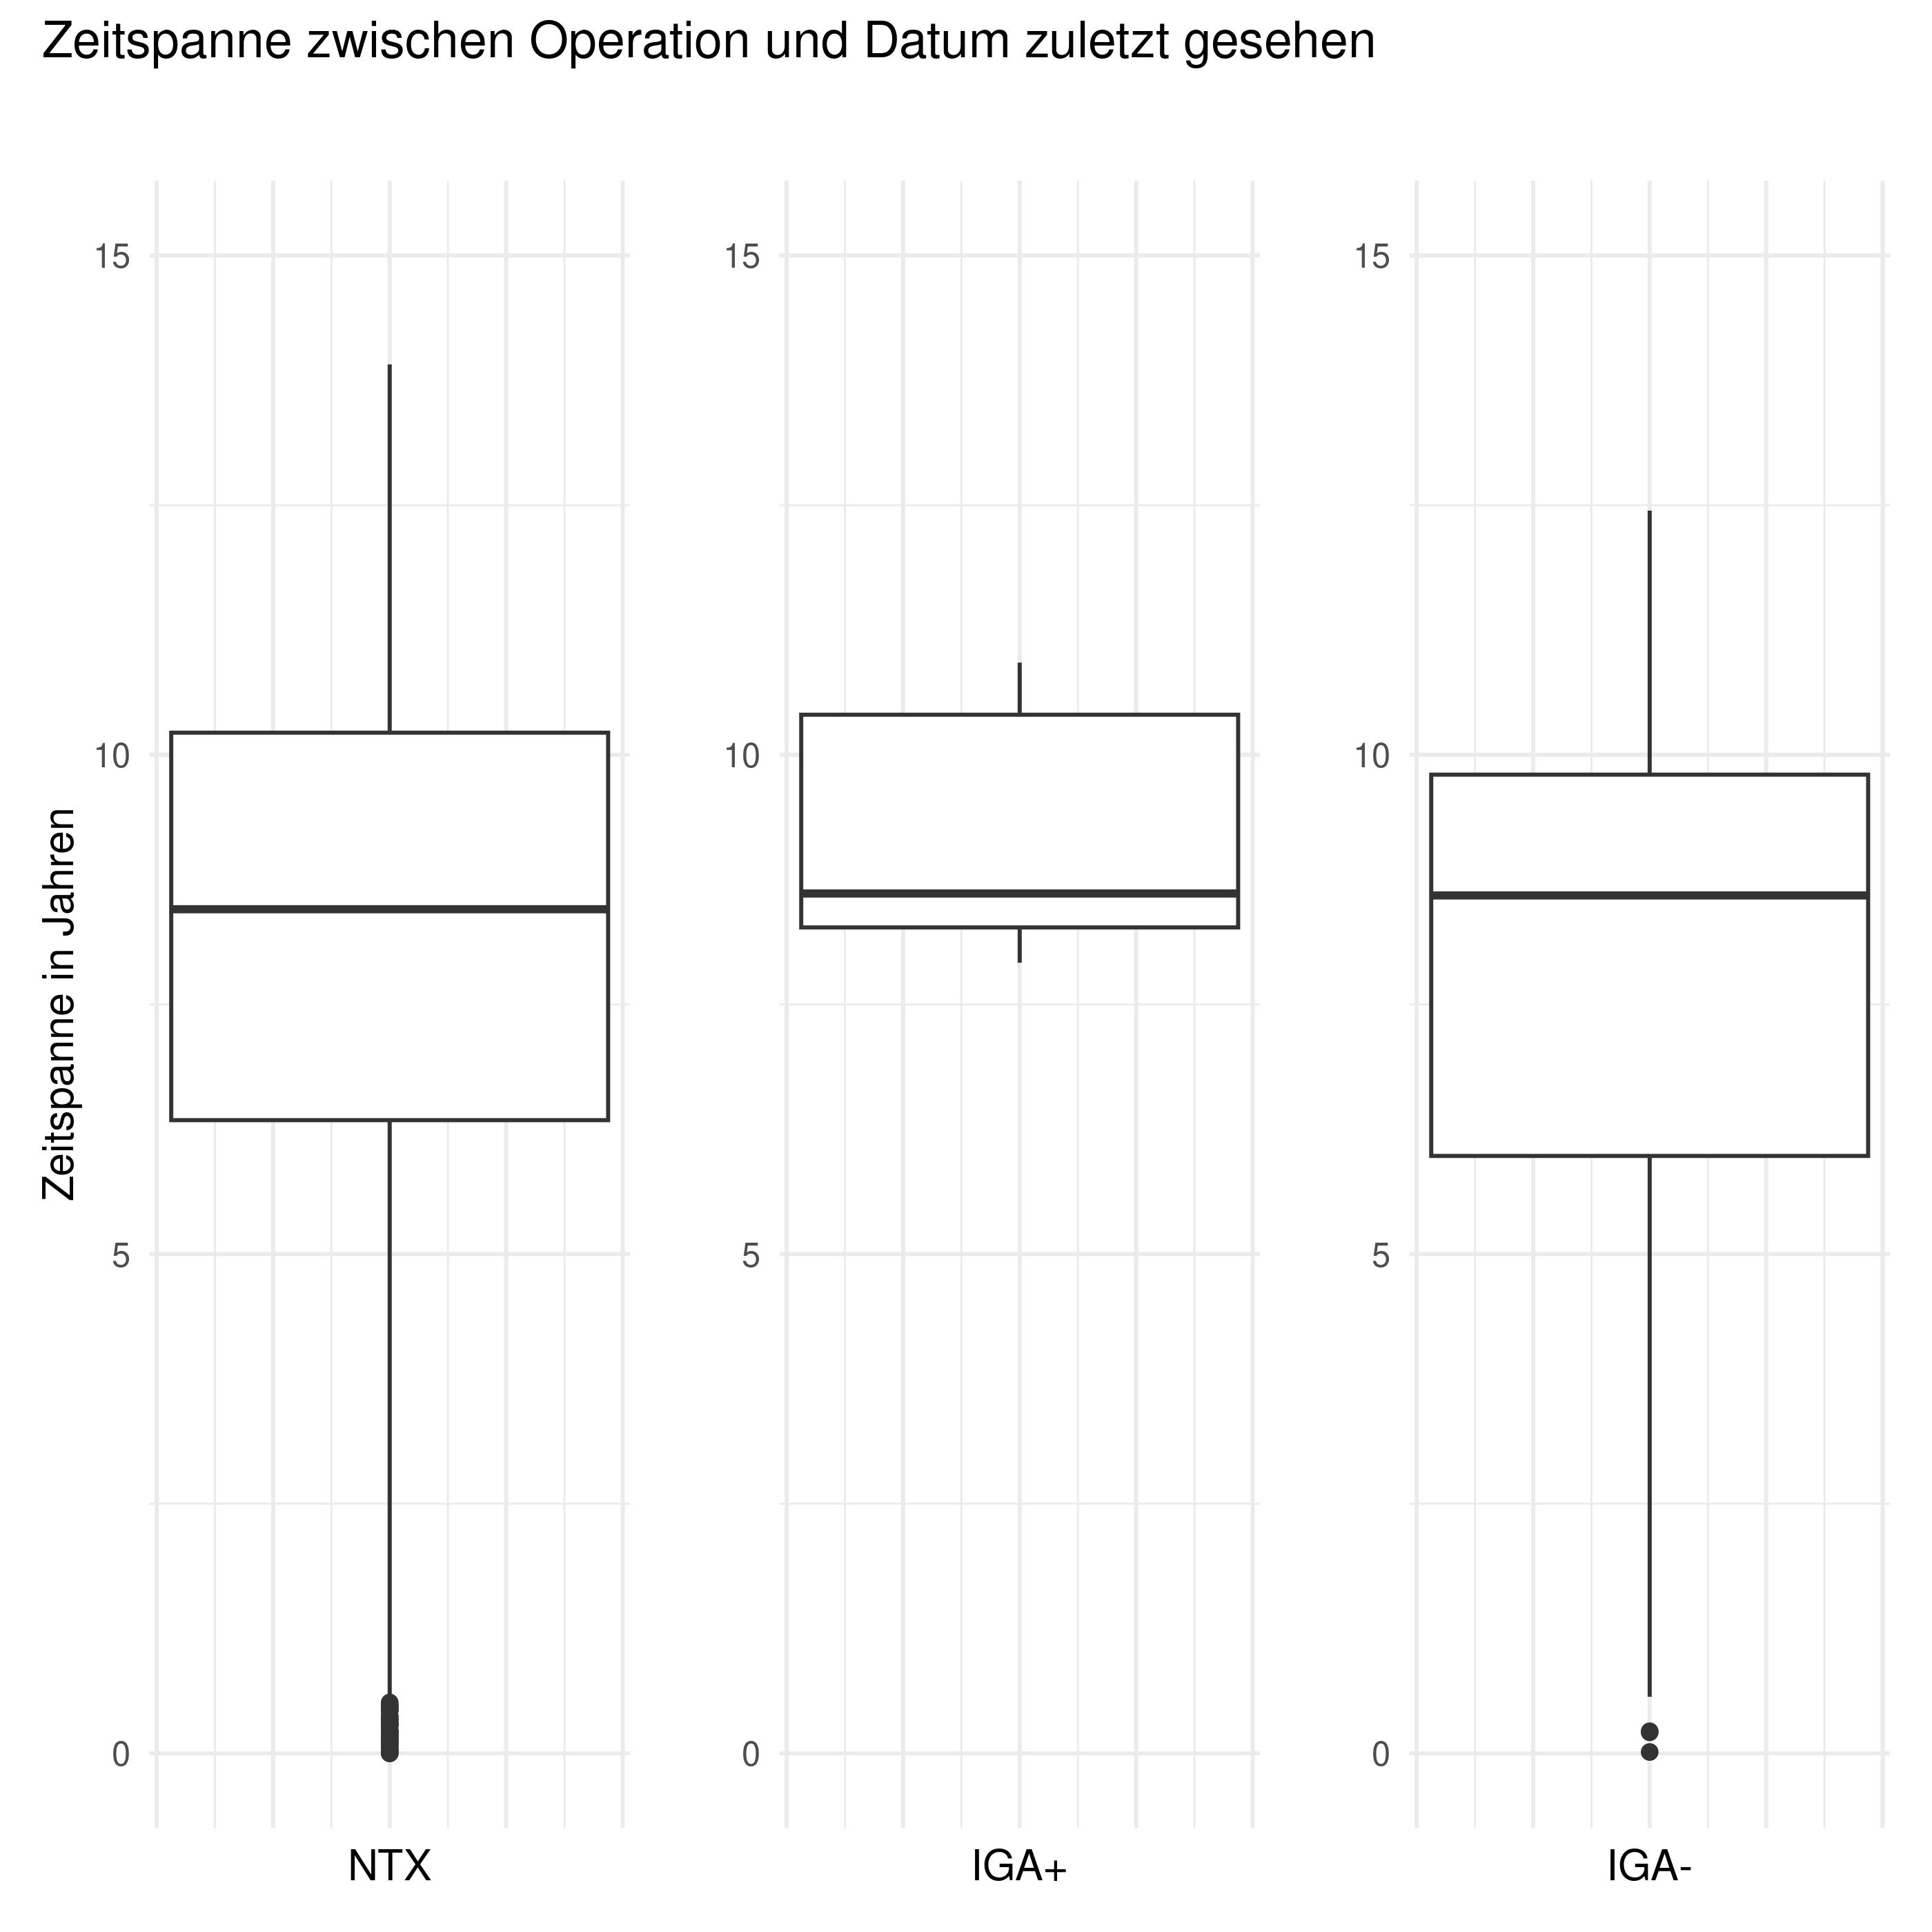 Zeitspanne zwischen Operation und Datum zuletzt gesehen
Zeitspanne in Jahren
15
10
5
0
NTX
15
10
5
0
IGA+
15
10
5
0
IGA-